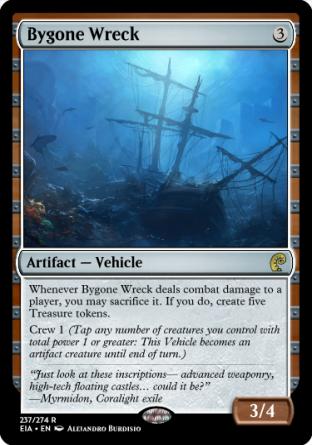 Bygone Wreck 3
Artifact — Vehicle
Whenever Bygone Wreck deals combat damage to a
player, you may sacrifice it. If you do, create five
Treasure tokens.
Crew 1 (Tap any number of creatures you control with
total power 1 or greater: This Vehicle becomes an
artifact creature until end of turn.)
“Just look at these inscriptions— advanced weaponry,
high-tech floating castles... could it be?”
—Myrmidon, Coralight exile
3/4
237/274 R
EIA • EN Alejandro Burdisio